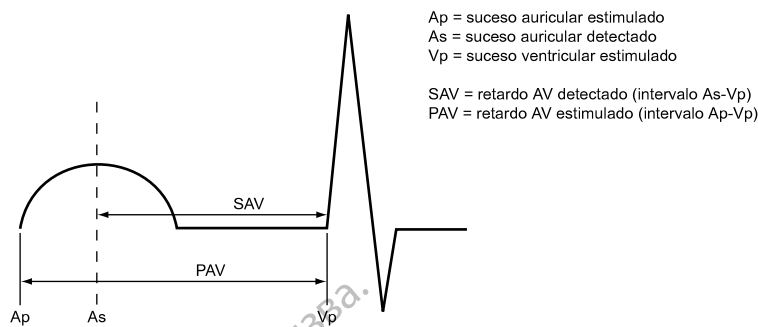 Ap = suceso auricular estimulado
As = suceso auricular detectado
Vp = suceso ventricular estimulado
SAV = retardo AV detectado (intervalo As-Vp)
PAV = retardo AV estimulado (intervalo Ap-Vp)
SAV
PAV
Ap As Vp